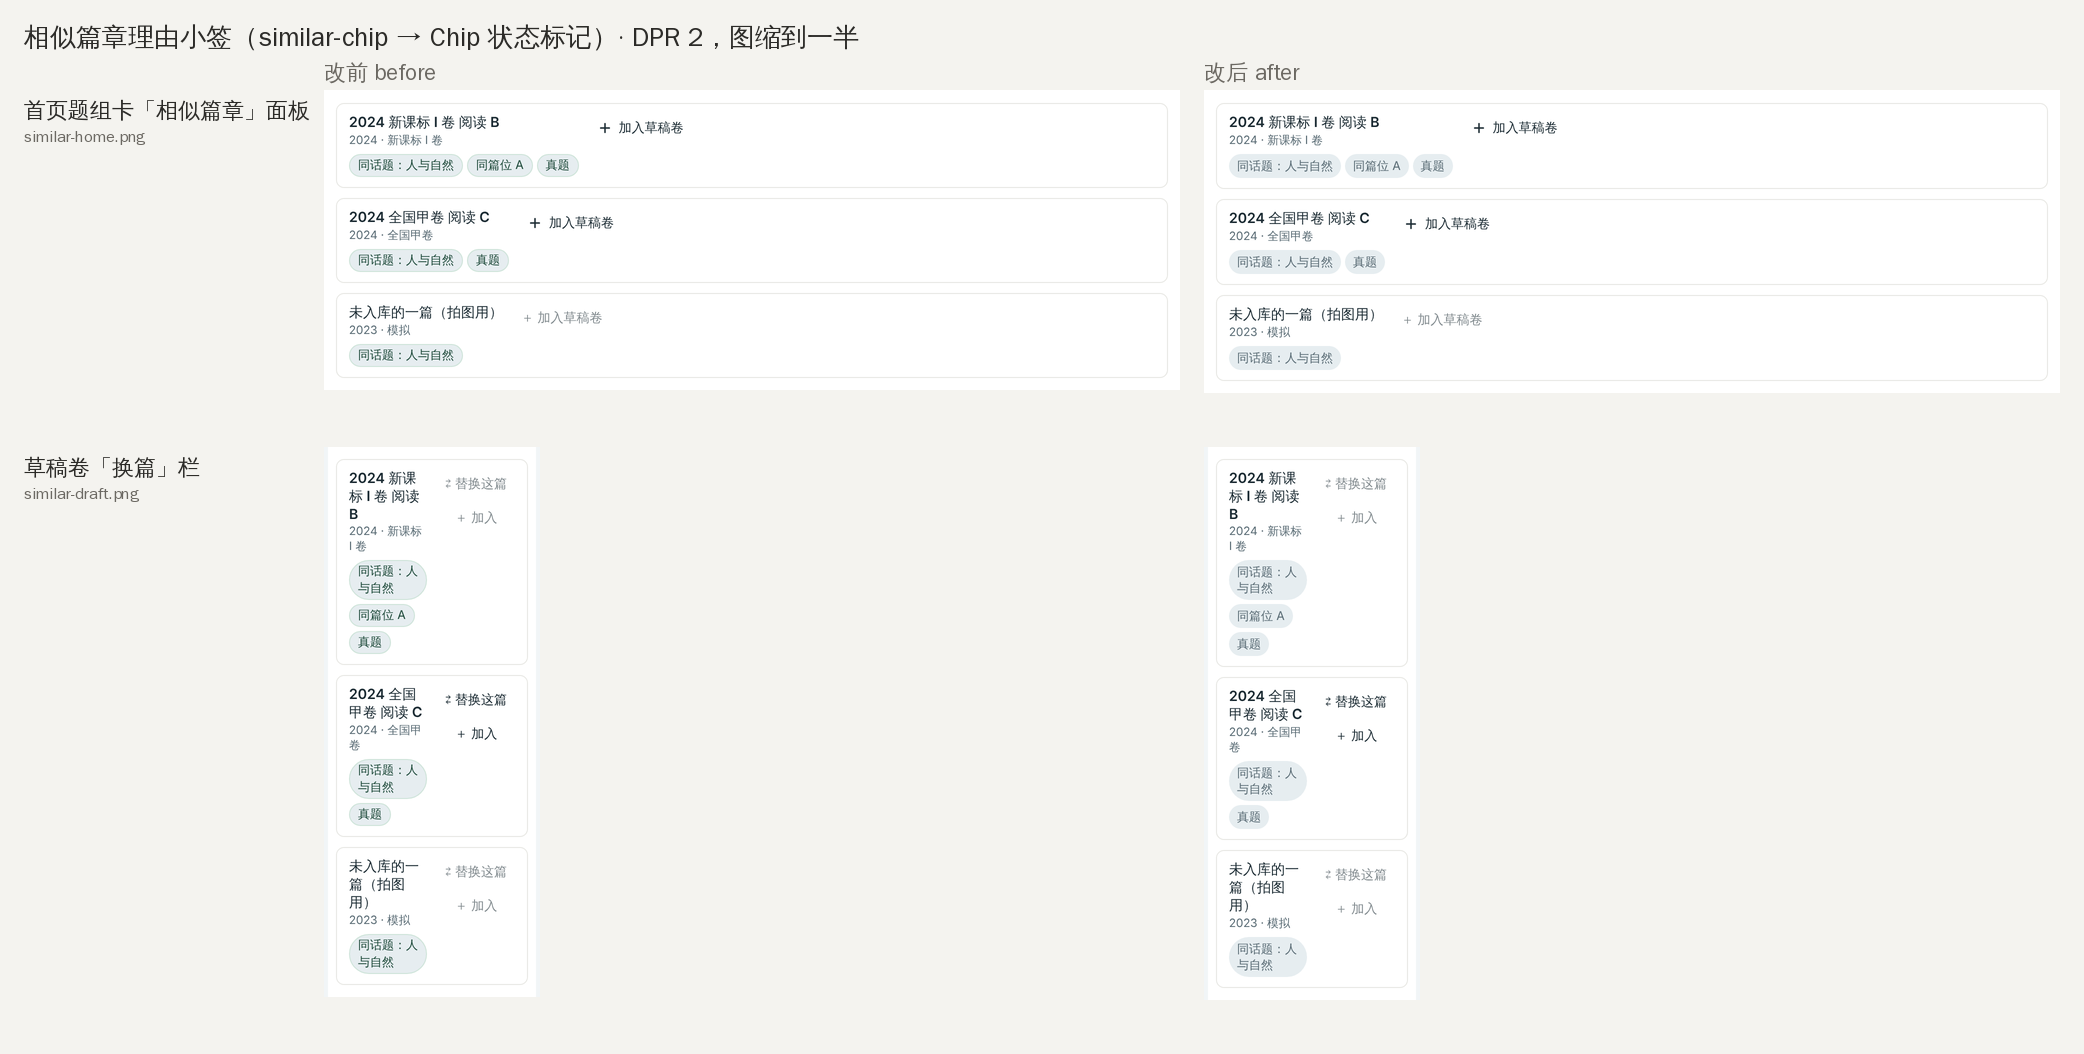 相似篇章理由小签（similar-chip → Chip 状态标记）· DPR 2，图缩到一半
改前 before
改后 after
首页题组卡「相似篇章」面板
similar-home.png
2024 新课标 I 卷 阅读 B
2024 · 新课标 I 卷
同话题：人与自然 同篇位 A 真题
+ 加入草稿卷
2024 全国甲卷 阅读 C
2024 · 全国甲卷
同话题：人与自然 真题
+ 加入草稿卷
未入库的一篇（拍图用）
2023 · 模拟
同话题：人与自然
+ 加入草稿卷
2024 新课标 I 卷 阅读 B
2024 · 新课标 I 卷
同话题：人与自然 同篇位 A 真题
+ 加入草稿卷
2024 全国甲卷 阅读 C
2024 · 全国甲卷
同话题：人与自然 真题
+ 加入草稿卷
未入库的一篇（拍图用）
2023 · 模拟
同话题：人与自然
+ 加入草稿卷
草稿卷「换篇」栏
similar-draft.png
2024 新课
标 I 卷 阅读
B
2024 · 新课标
I 卷
同话题：人
与自然
同篇位 A
真题
⇄ 替换这篇
+ 加入
2024 全国
甲卷 阅读 C
2024 · 全国甲
卷
同话题：人
与自然
真题
⇄ 替换这篇
+ 加入
未入库的一
篇（拍图
用）
2023 · 模拟
同话题：人
与自然
⇄ 替换这篇
+ 加入
2024 新课
标 I 卷 阅读
B
2024 · 新课标
I 卷
同话题：人
与自然
同篇位 A
真题
⇄ 替换这篇
+ 加入
2024 全国
甲卷 阅读 C
2024 · 全国甲
卷
同话题：人
与自然
真题
⇄ 替换这篇
+ 加入
未入库的一
篇（拍图
用）
2023 · 模拟
同话题：人
与自然
⇄ 替换这篇
+ 加入